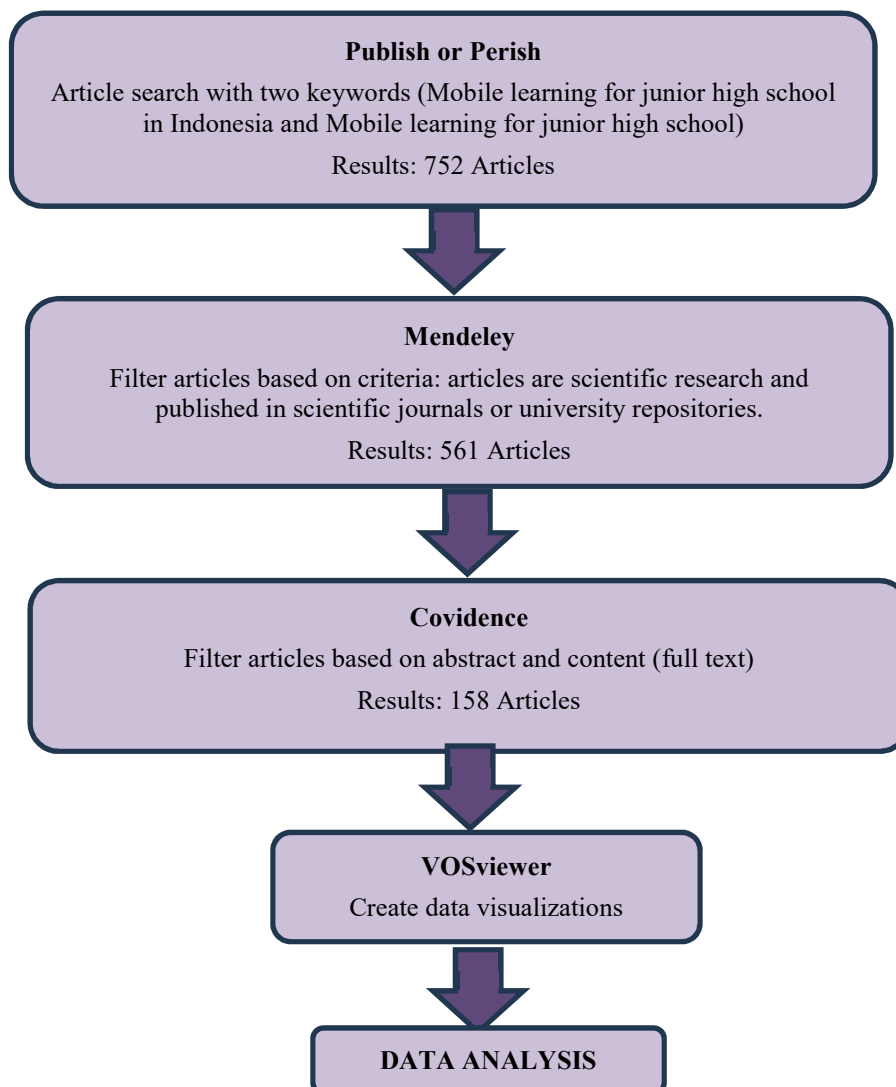 Publish or Perish
Article search with two keywords (Mobile learning for junior high school
in Indonesia and Mobile learning for junior high school)
Results: 752 Articles
Mendeley
Filter articles based on criteria: articles are scientific research and
published in scientific journals or university repositories.
Results: 561 Articles
Covidence
Filter articles based on abstract and content (full text)
Results: 158 Articles
VOSviewer
Create data visualizations
DATA ANALYSIS